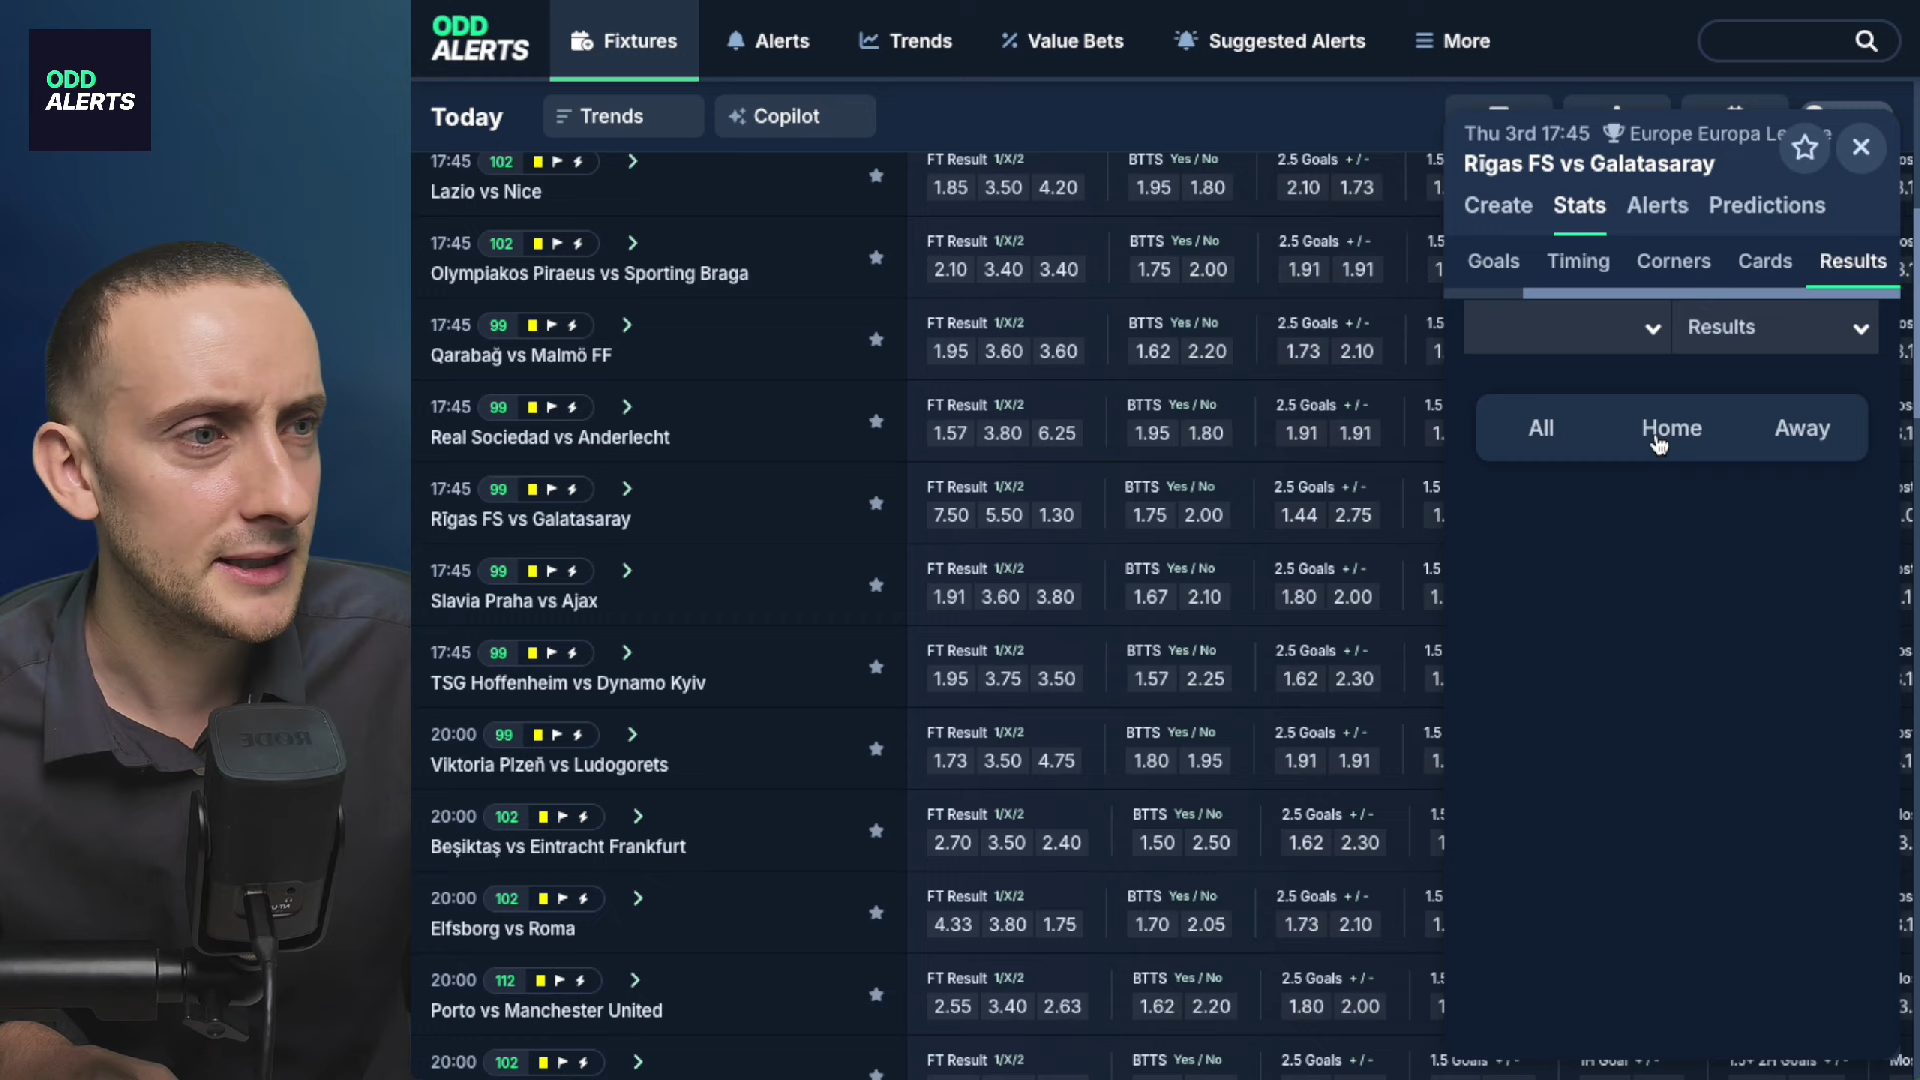 ODD
ALERTS
ODD
ALERTS
Fixtures
Alerts
Trends
Value Bets
Suggested Alerts
More
Today
Trends
Copilot
17:45 102
Lazio vs Nice
FT Result 1/X/2
1.85 3.50 4.20
BTTS Yes / No
1.95 1.80
2.5 Goals + / -
2.10 1.73
17:45 102
Olympiakos Piraeus vs Sporting Braga
FT Result 1/X/2
2.10 3.40 3.40
BTTS Yes / No
1.75 2.00
2.5 Goals + / -
1.91 1.91
17:45 99
Qarabağ vs Malmö FF
FT Result 1/X/2
1.95 3.60 3.60
BTTS Yes / No
1.62 2.20
2.5 Goals + / -
1.73 2.10
17:45 99
Real Sociedad vs Anderlecht
FT Result 1/X/2
1.57 3.80 6.25
BTTS Yes / No
1.95 1.80
2.5 Goals + / -
1.91 1.91
17:45 99
Rīgas FS vs Galatasaray
FT Result 1/X/2
7.50 5.50 1.30
BTTS Yes / No
1.75 2.00
2.5 Goals + / -
1.44 2.75
1.5
17:45 99
Slavia Praha vs Ajax
FT Result 1/X/2
1.91 3.60 3.80
BTTS Yes / No
1.67 2.10
2.5 Goals + / -
1.80 2.00
1.5
17:45 99
TSG Hoffenheim vs Dynamo Kyiv
FT Result 1/X/2
1.95 3.75 3.50
BTTS Yes / No
1.57 2.25
2.5 Goals + / -
1.62 2.30
1.5
20:00 99
Viktoria Plzeň vs Ludogorets
FT Result 1/X/2
1.73 3.50 4.75
BTTS Yes / No
1.80 1.95
2.5 Goals + / -
1.91 1.91
20:00 102
Beşiktaş vs Eintracht Frankfurt
FT Result 1/X/2
2.70 3.50 2.40
BTTS Yes / No
1.50 2.50
2.5 Goals + / -
1.62 2.30
20:00 102
Elfsborg vs Roma
FT Result 1/X/2
4.33 3.80 1.75
BTTS Yes / No
1.70 2.05
2.5 Goals + / -
1.73 2.10
20:00 112
Porto vs Manchester United
FT Result 1/X/2
2.55 3.40 2.63
BTTS Yes / No
1.62 2.20
2.5 Goals + / -
1.80 2.00
20:00 102
FT Result 1/X/2
BTTS Yes / No
2.5 Goals + / -
Thu 3rd 17:45 Europe Europa Le
Rīgas FS vs Galatasaray
Create Stats Alerts Predictions
Goals Timing Corners Cards Results
Results
All Home Away
RODE